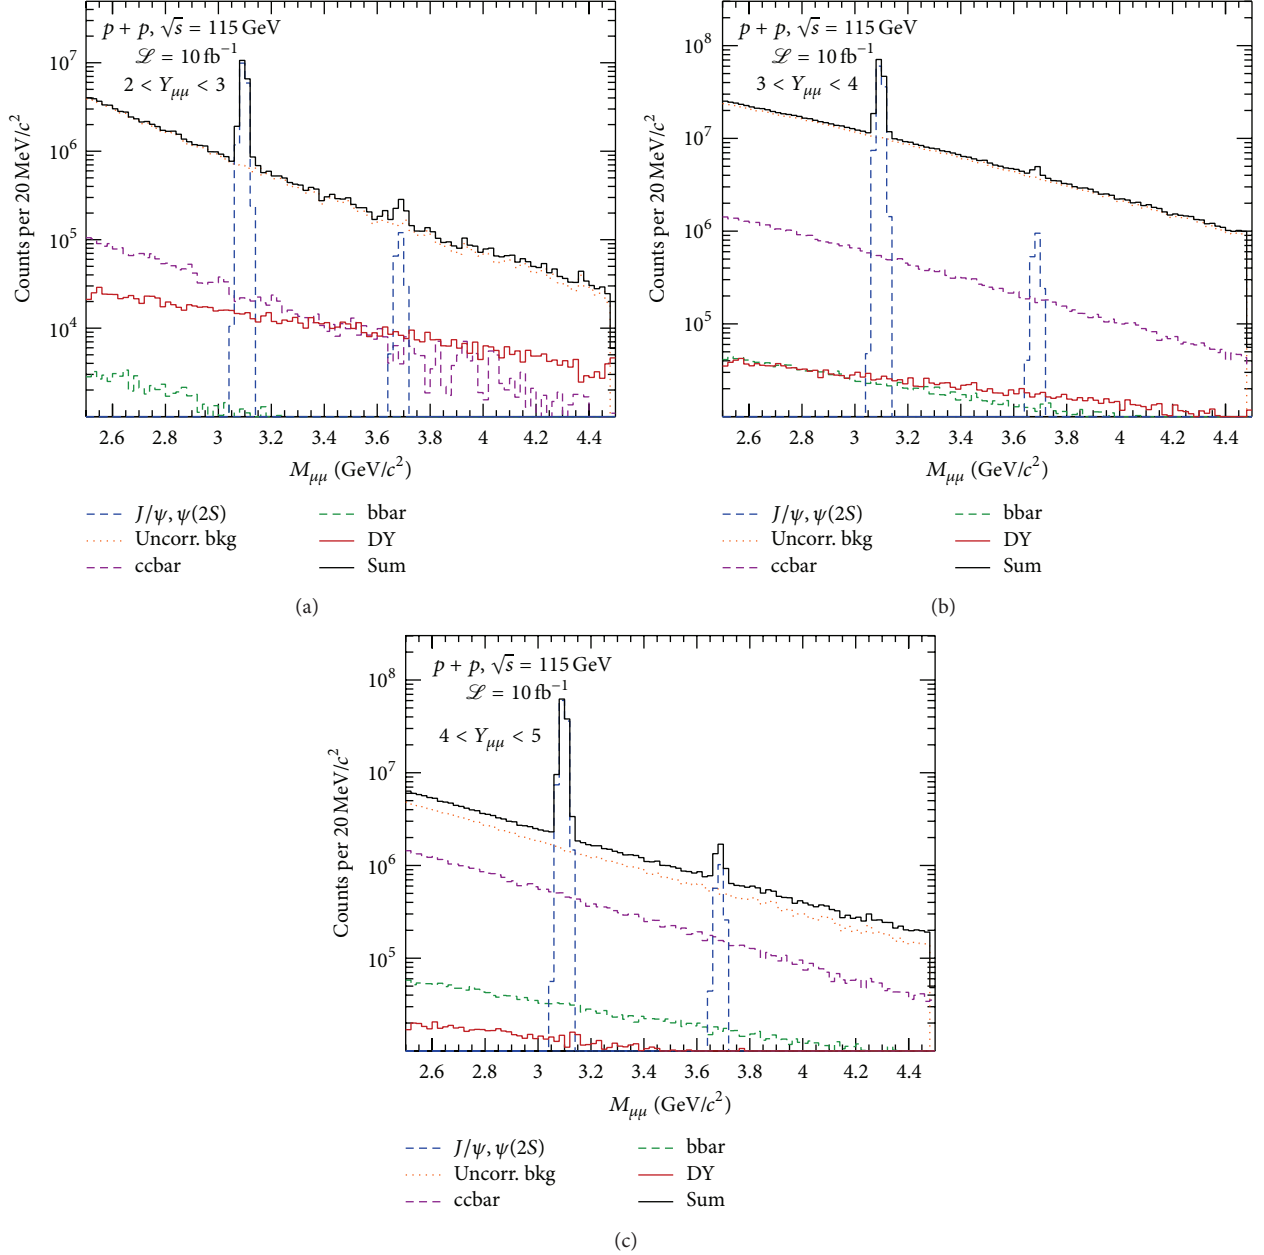 p + p, √s = 115 GeV
ℒ = 10 fb⁻¹
2 < Yμμ < 3
Counts per 20 MeV/c²
10⁷
10⁶
10⁵
10⁴
2.6 3 3.2 3.4 3.6 3.8 4 4.2 4.4
2.8
Mμμ (GeV/c²)
J/ψ, ψ(2S)
Uncorr. bkg
ccbar
bbar
DY
Sum
(a)
p + p, √s = 115 GeV
ℒ = 10 fb⁻¹
3 < Yμμ < 4
Counts per 20 MeV/c²
10⁸
10⁷
10⁶
10⁵
2.6 2.8 3 3.2 3.4 3.6 3.8 4 4.2 4.4
Mμμ (GeV/c²)
J/ψ, ψ(2S)
Uncorr. bkg
ccbar
bbar
DY
Sum
(b)
p + p, √s = 115 GeV
ℒ = 10 fb⁻¹
4 < Yμμ < 5
Counts per 20 MeV/c²
10⁸
10⁷
10⁶
10⁵
2.6 2.8 3 3.2 3.4 3.6 3.8 4 4.2 4.4
Mμμ (GeV/c²)
J/ψ, ψ(2S)
Uncorr. bkg
ccbar
bbar
DY
Sum
(c)